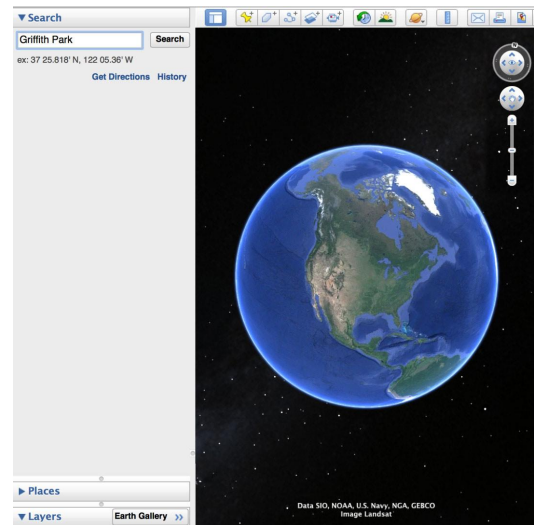 ▼ Search
Griffith Park
Search
ex: 37 25.818' N, 122 05.36' W
Get Directions History
N
▶ Places
▼ Layers
Earth Gallery >>
Data SIO, NOAA, U.S. Navy, NGA, GEBCO
Image Landsat